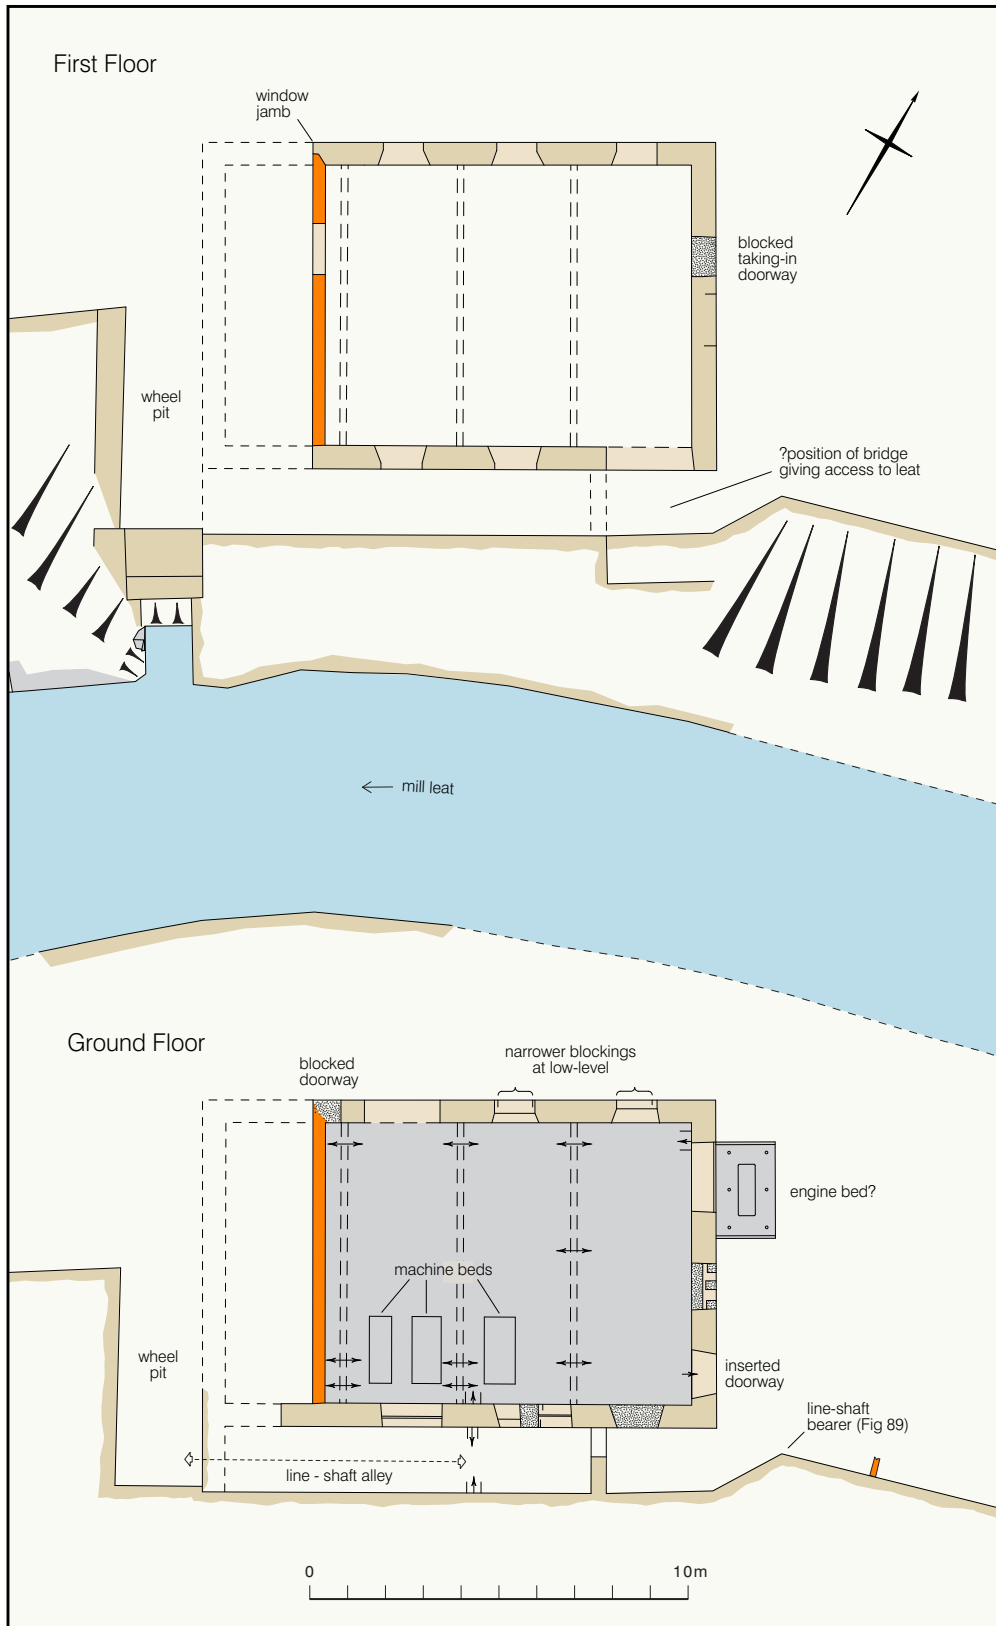 First Floor
window
jamb
blocked
taking-in
doorway
wheel
pit
?position of bridge
giving access to leat
mill leat
Ground Floor
blocked
doorway
narrower blockings
at low-level
engine bed?
machine beds
wheel
pit
inserted
doorway
line-shaft
bearer (Fig 89)
line - shaft alley
0
10m